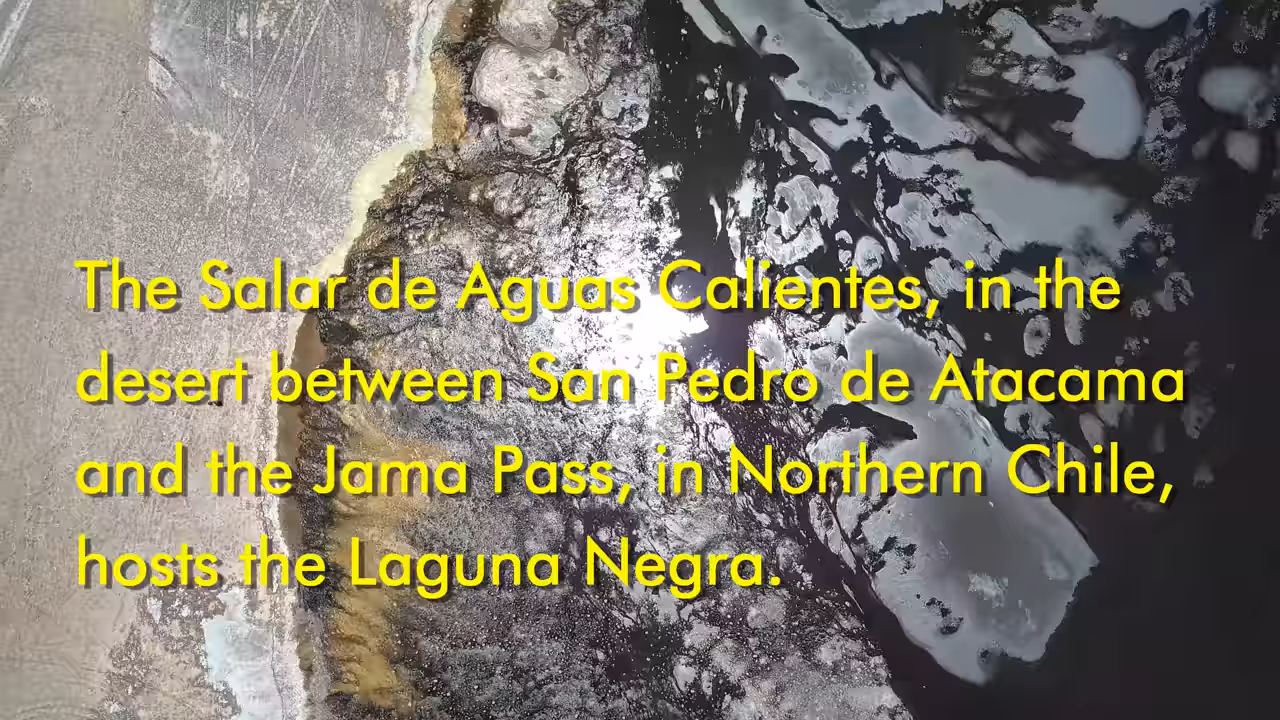 The Salar de Aguas Calientes, in the
desert between San Pedro de Atacama
and the Jama Pass, in Northern Chile,
hosts the Laguna Negra.